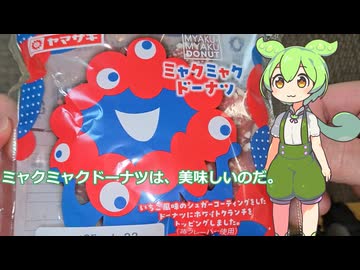 ヤマザキ
MYAKU
MYAKU
DONUT
ミャクミャク
ドーナツ
ミャクミャクドーナツは、美味しいのだ。
いちご風味のシュガーコーティングをした
ドーナツにホワイトクランチを
トッピングしました。